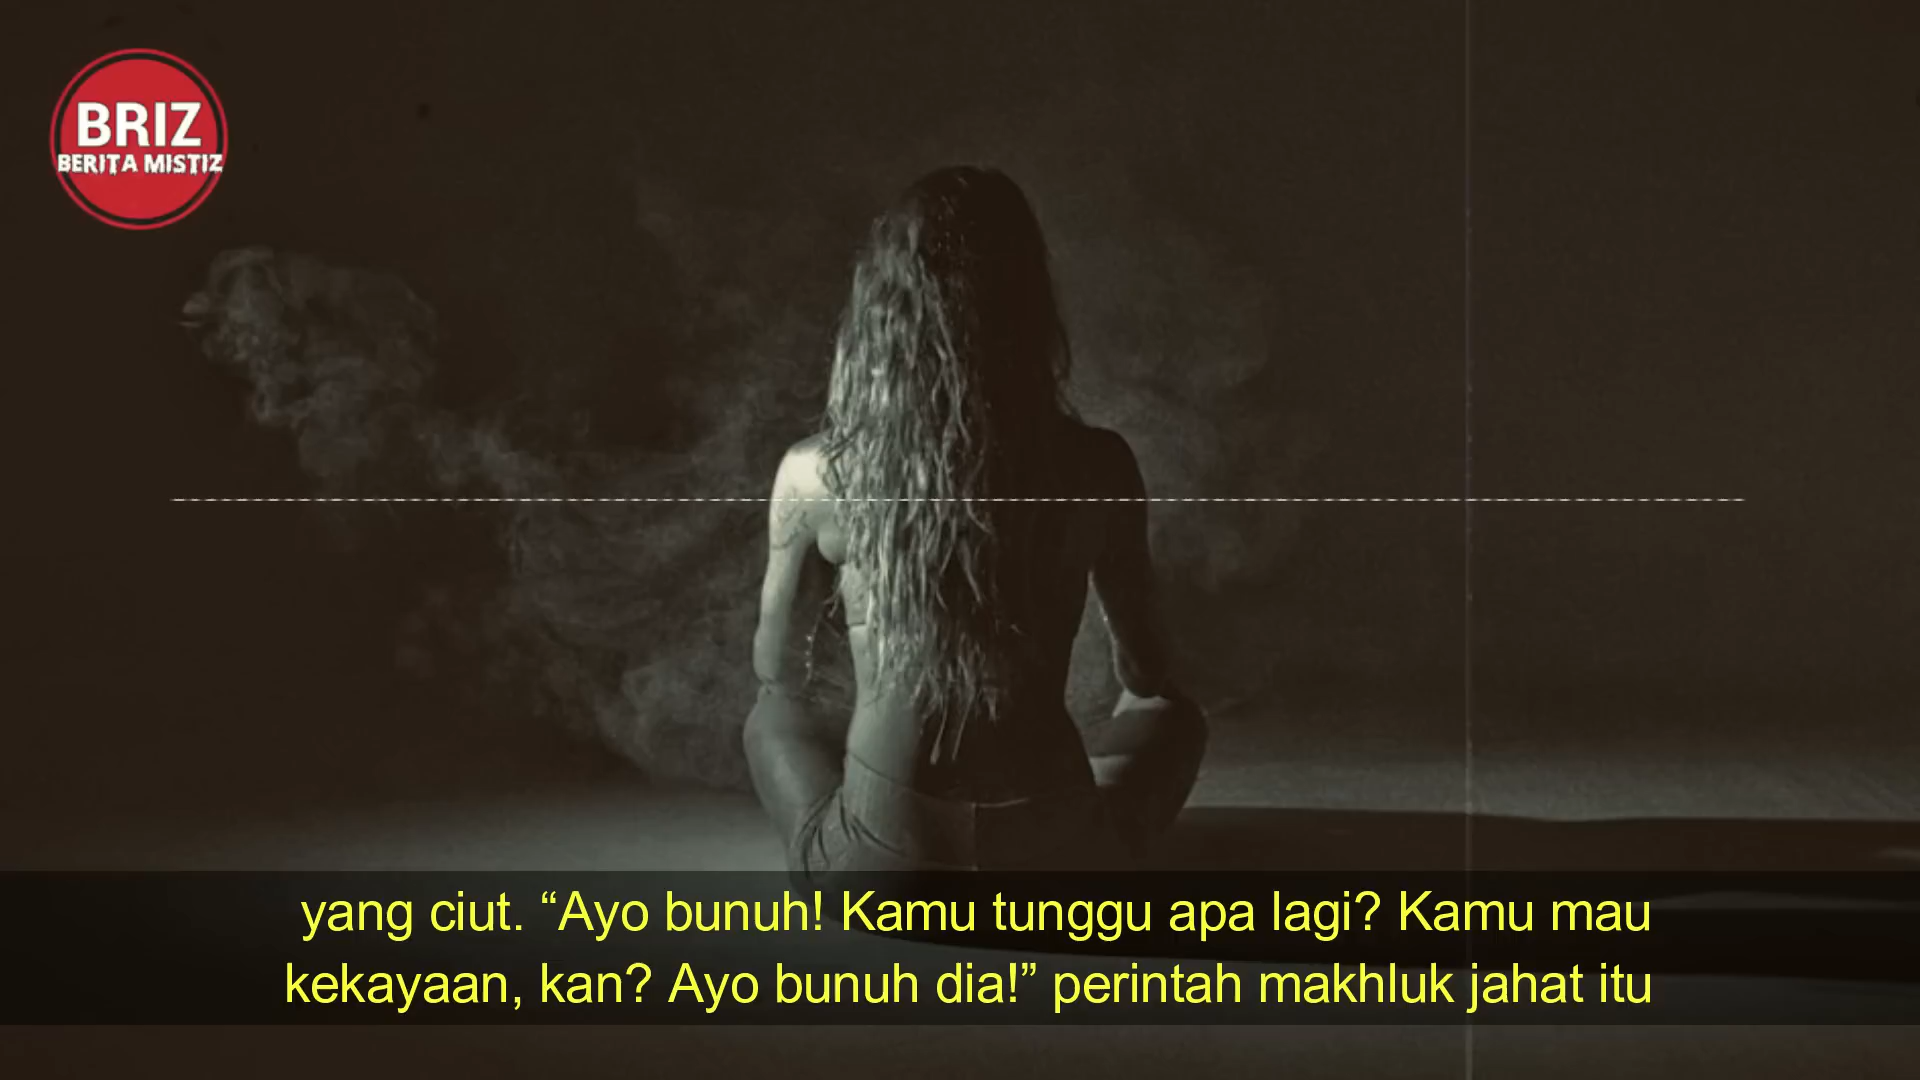 BRIZ
BERITA MISTIZ
yang ciut. “Ayo bunuh! Kamu tunggu apa lagi? Kamu mau
kekayaan, kan? Ayo bunuh dia!” perintah makhluk jahat itu